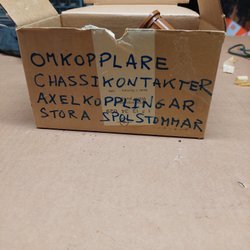 OMKOPPLARE
CHASSIKONTAKTER
AXELKOPPLINGAR
STORA SPOLSTOMMAR